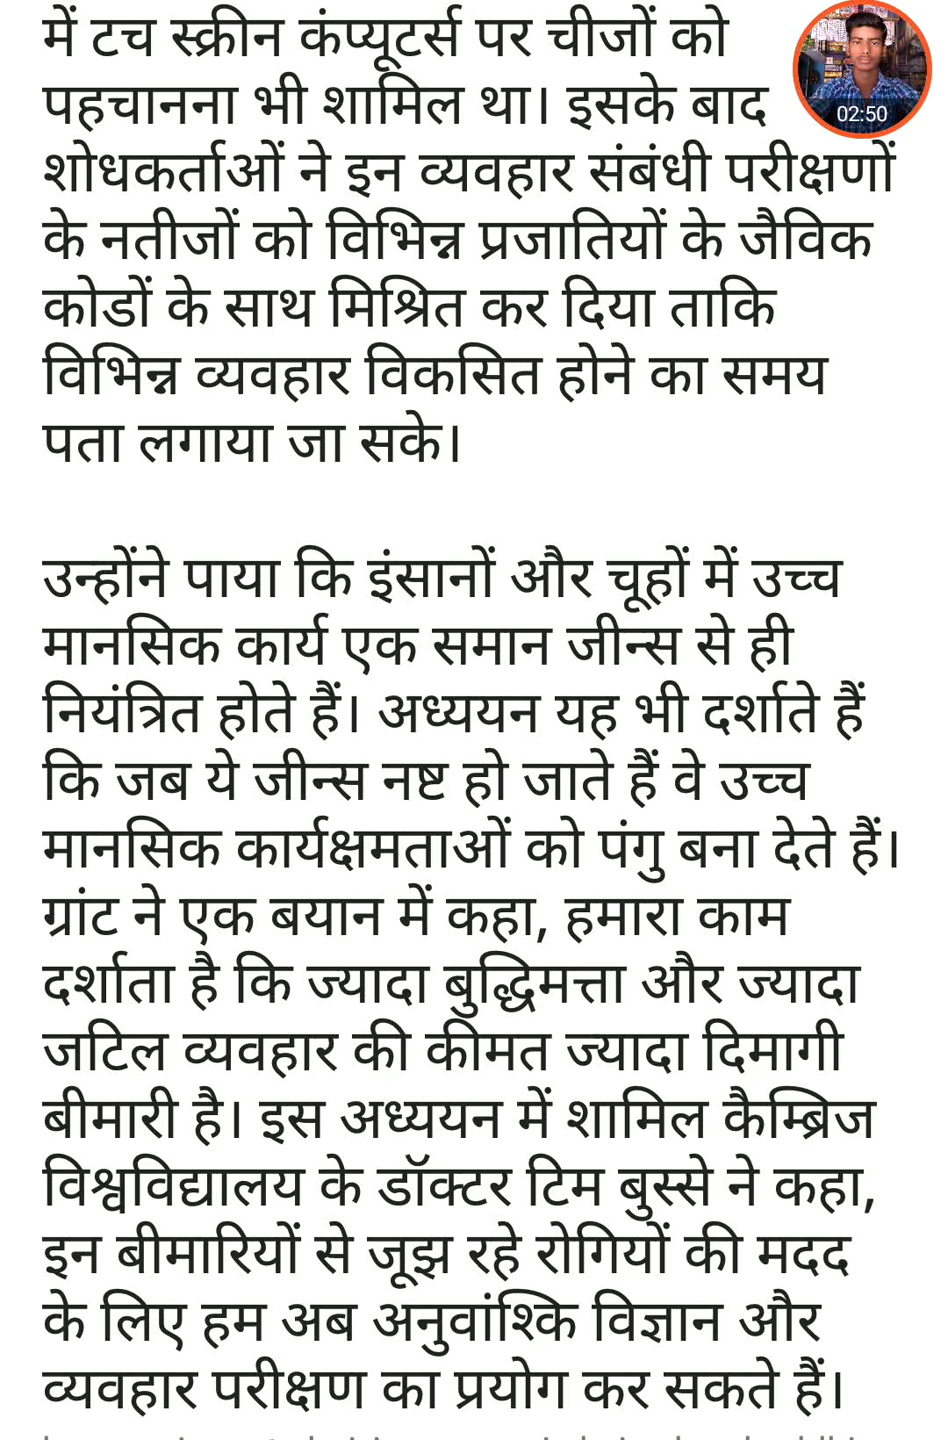 में टच स्क्रीन कंप्यूटर्स पर चीजों को
पहचानना भी शामिल था। इसके बाद
02:50
शोधकर्ताओं ने इन व्यवहार संबंधी परीक्षणों
के नतीजों को विभिन्न प्रजातियों के जैविक
कोडों के साथ मिश्रित कर दिया ताकि
विभिन्न व्यवहार विकसित होने का समय
पता लगाया जा सके।
उन्होंने पाया कि इंसानों और चूहों में उच्च
मानसिक कार्य एक समान जीन्स से ही
नियंत्रित होते हैं। अध्ययन यह भी दर्शाते हैं
कि जब ये जीन्स नष्ट हो जाते हैं वे उच्च
मानसिक कार्यक्षमताओं को पंगु बना देते हैं।
ग्रांट ने एक बयान में कहा, हमारा काम
दर्शाता है कि ज्यादा बुद्धिमत्ता और ज्यादा
जटिल व्यवहार की कीमत ज्यादा दिमागी
बीमारी है। इस अध्ययन में शामिल कैम्ब्रिज
विश्वविद्यालय के डॉक्टर टिम बुस्से ने कहा,
इन बीमारियों से जूझ रहे रोगियों की मदद
के लिए हम अब अनुवांश्कि विज्ञान और
व्यवहार परीक्षण का प्रयोग कर सकते हैं।